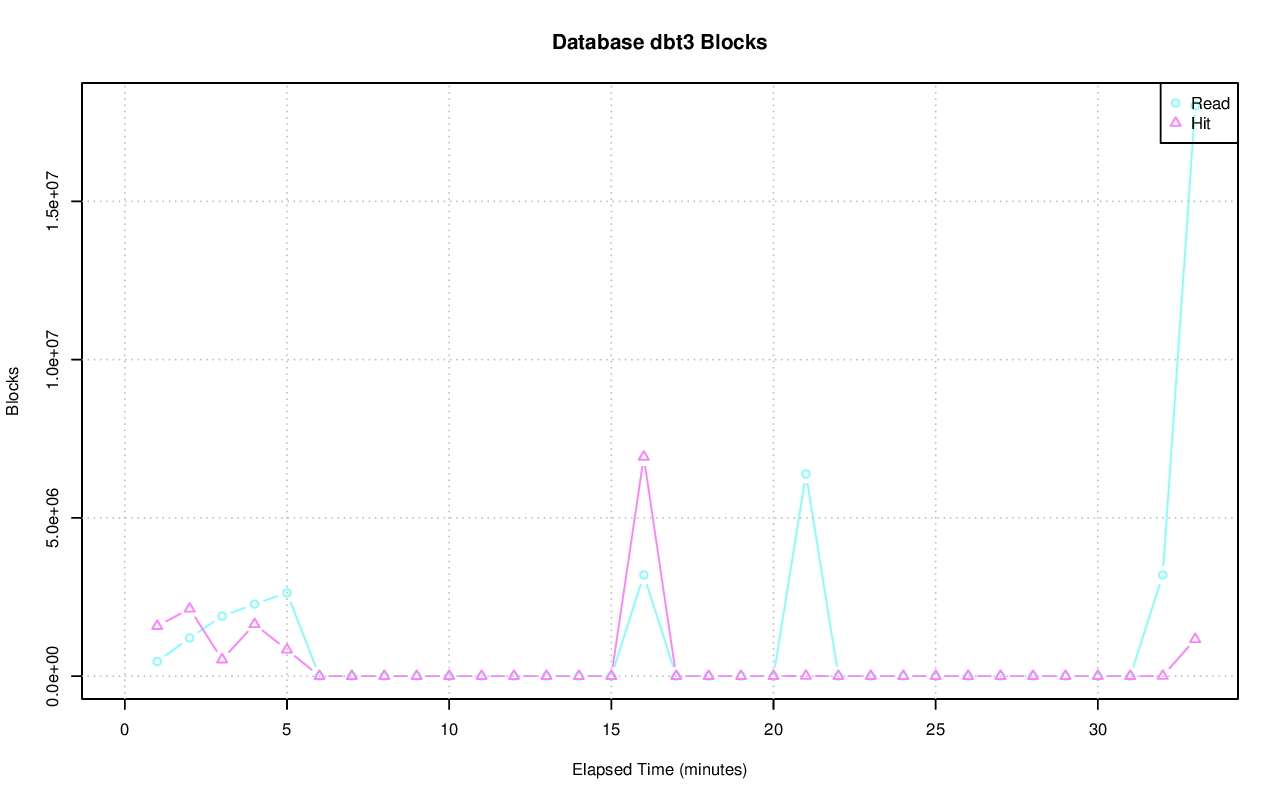 Database dbt3 Blocks
Read
Hit
1.5e+07
1.0e+07
5.0e+06
0.0e+00
Blocks
0 5 10 15 20 25 30
Elapsed Time (minutes)